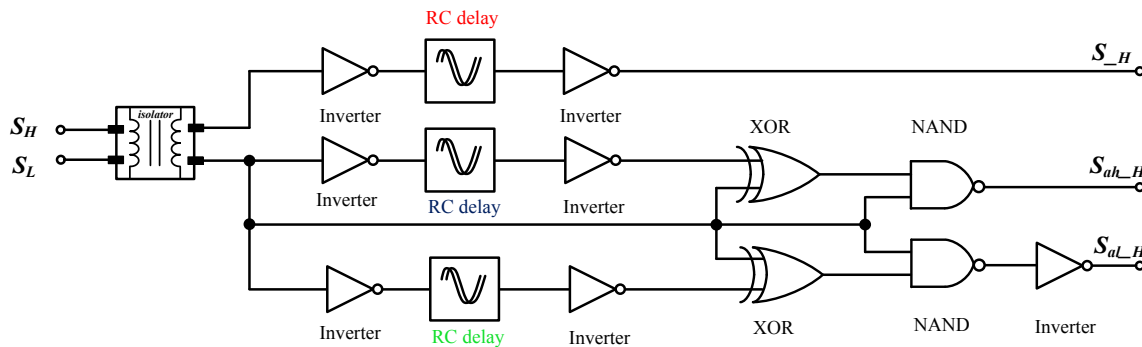 RC delay
S_H
isolator
Inverter
Inverter
XOR
NAND
S_H
S_L
S_ah_H
Inverter
RC delay
Inverter
S_al_H
Inverter
RC delay
Inverter
XOR
NAND
Inverter